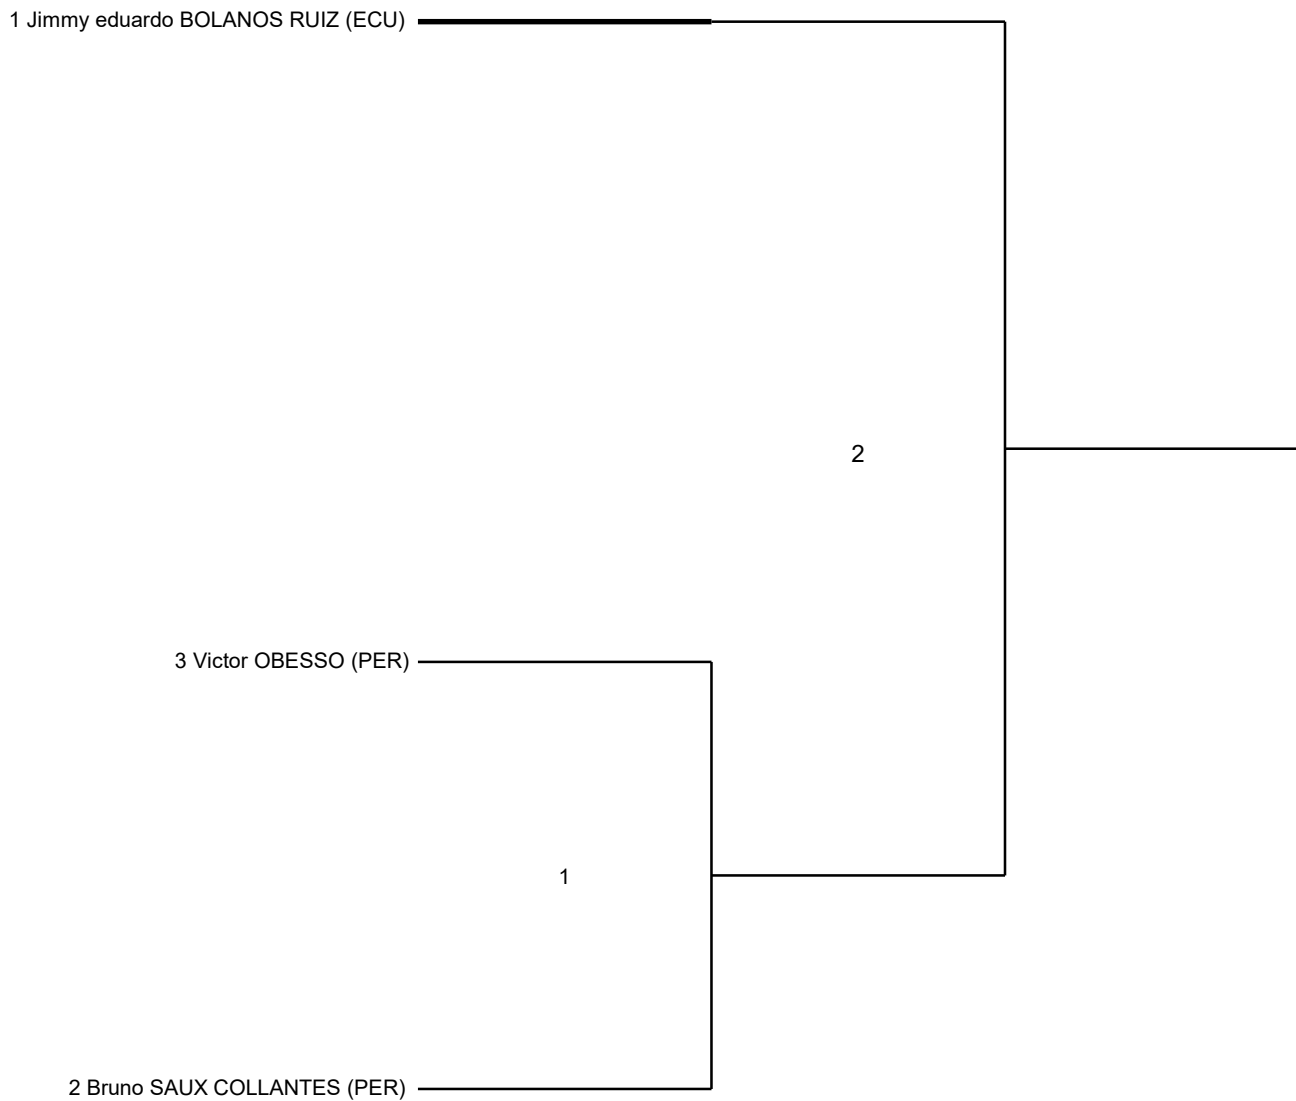 1 Jimmy eduardo BOLANOS RUIZ (ECU)
2
3 Victor OBESSO (PER)
1
2 Bruno SAUX COLLANTES (PER)